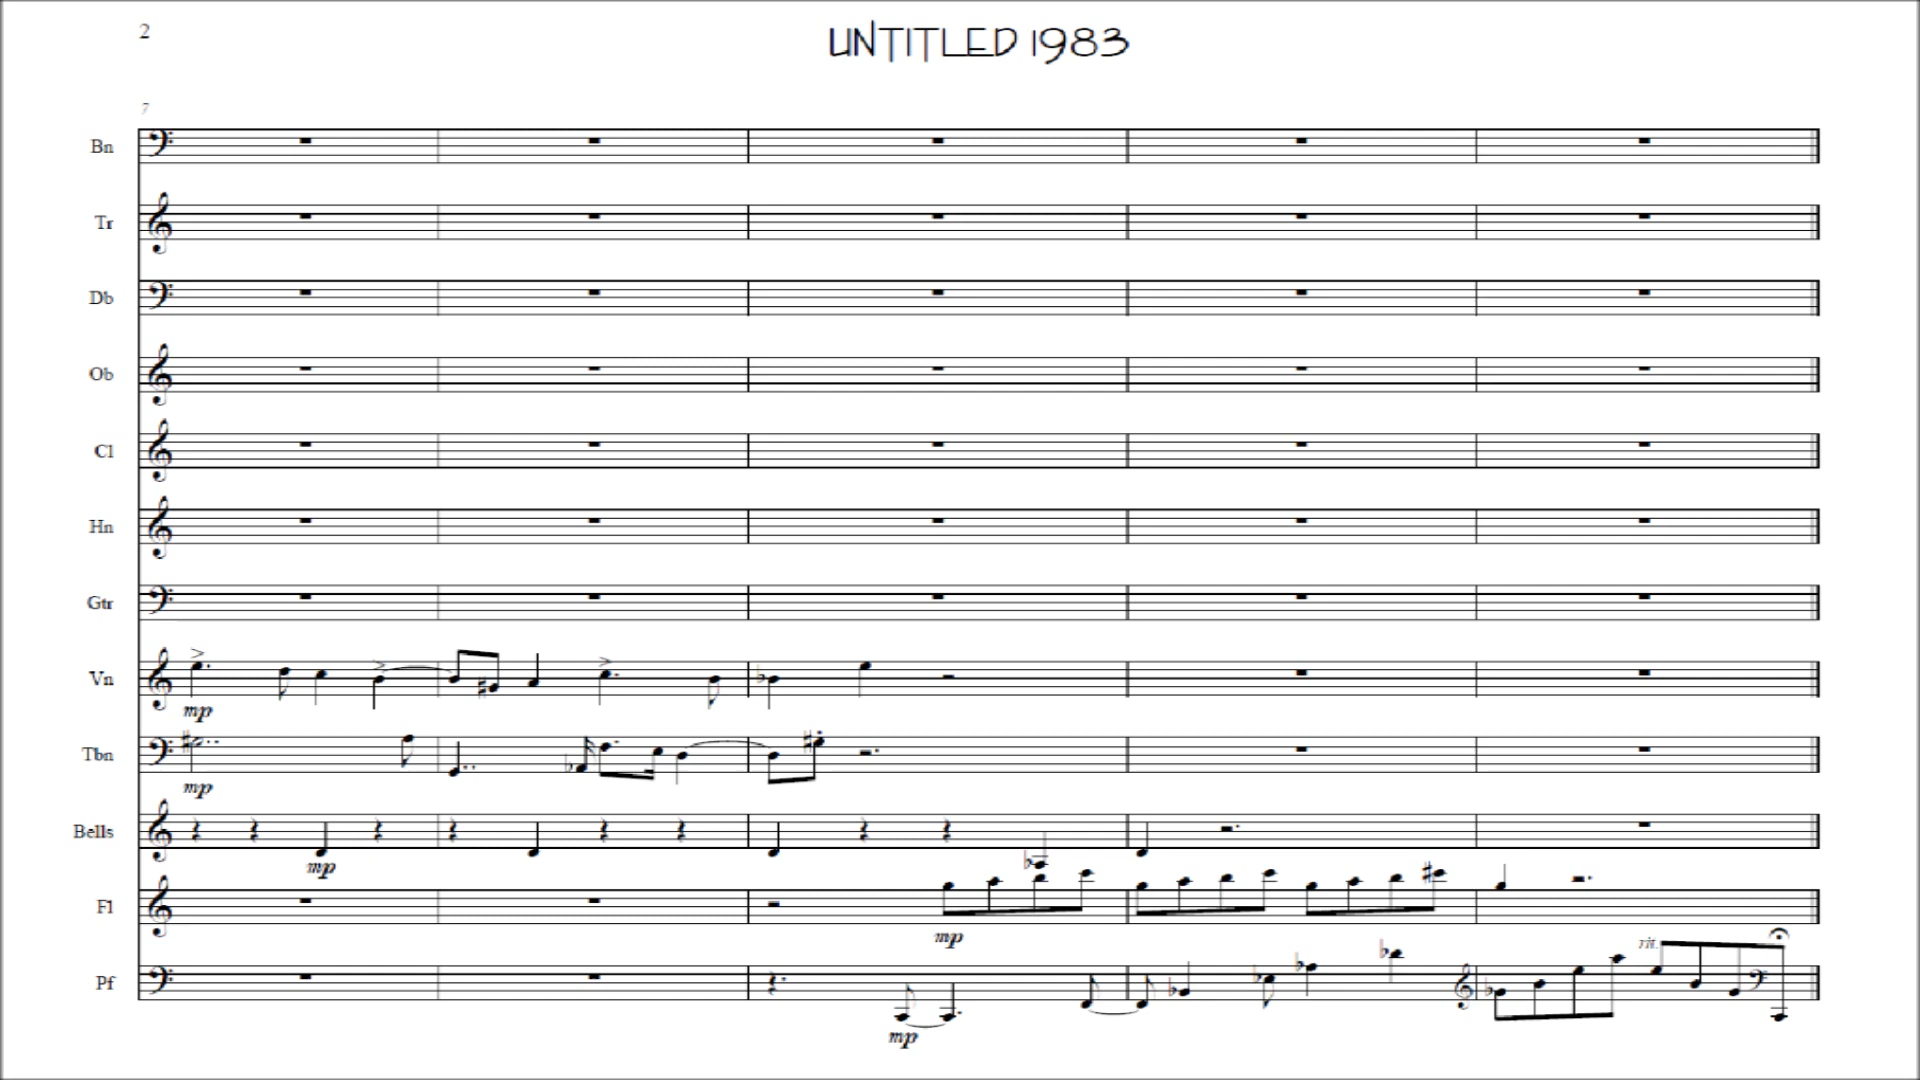 2
UNTITLED 1983
7
Bn
Tr
Db
Ob
Cl
Hn
Gtr
Vn
mp
Tbn
mp
Bells
mp
Fl
mp
rit.
Pf
mp